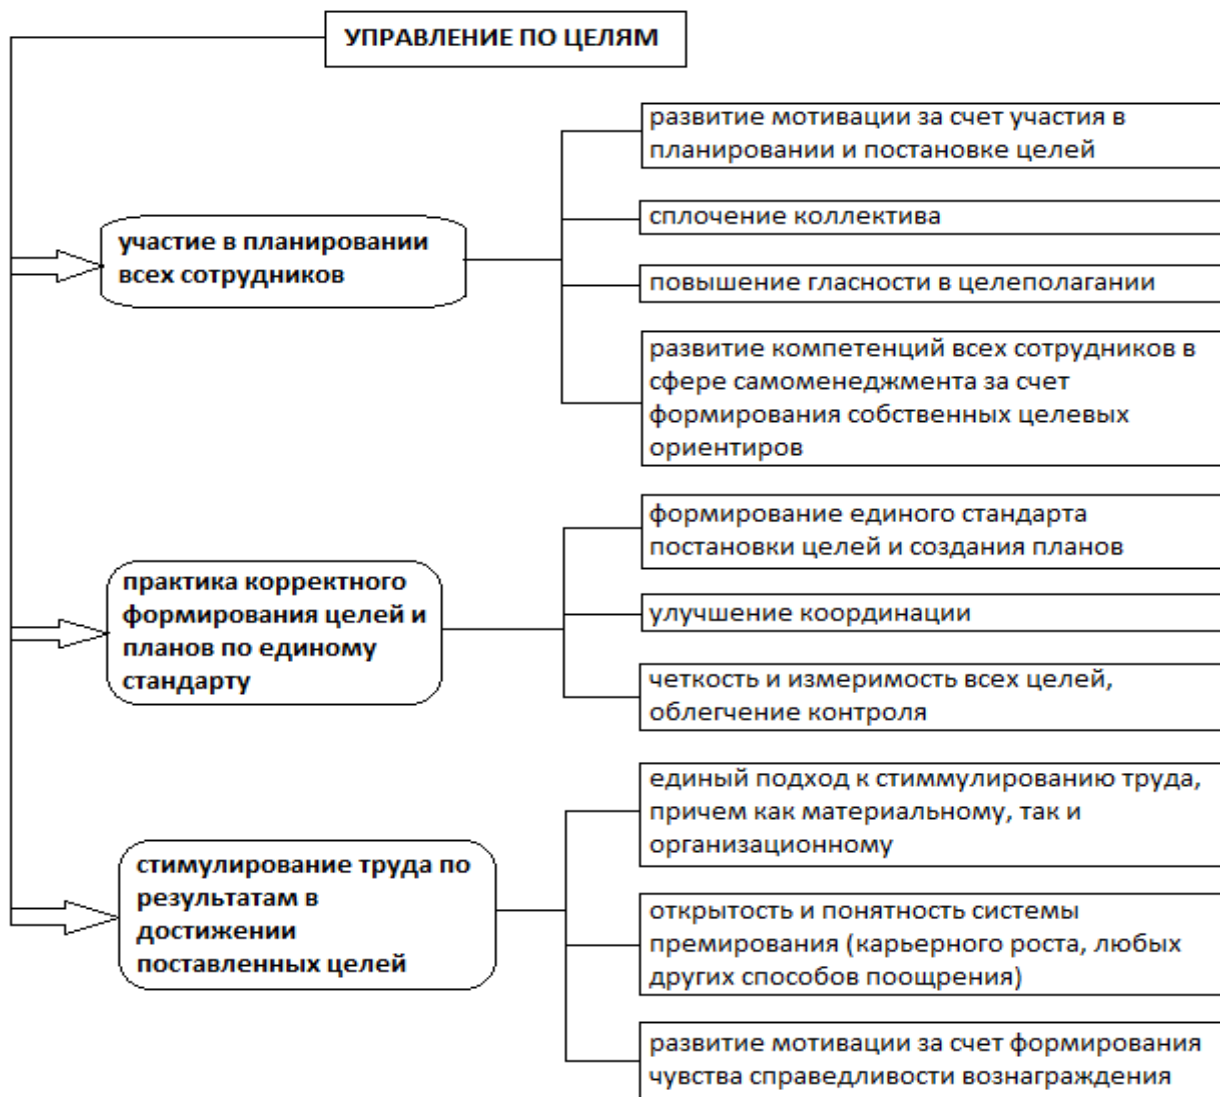 УПРАВЛЕНИЕ ПО ЦЕЛЯМ
участие в планировании
всех сотрудников
развитие мотивации за счет участия в
планировании и постановке целей
сплочение коллектива
повышение гласности в целеполагании
развитие компетенций всех сотрудников в
сфере самоменеджмента за счет
формирования собственных целевых
ориентиров
практика корректного
формирования целей и
планов по единому
стандарту
формирование единого стандарта
постановки целей и создания планов
улучшение координации
четкость и измеримость всех целей,
облегчение контроля
стимулирование труда по
результатам в
достижении
поставленных целей
единый подход к стиммулированию труда,
причем как материальному, так и
организационному
открытость и понятность системы
премирования (карьерного роста, любых
других способов поощрения)
развитие мотивации за счет формирования
чувства справедливости вознаграждения